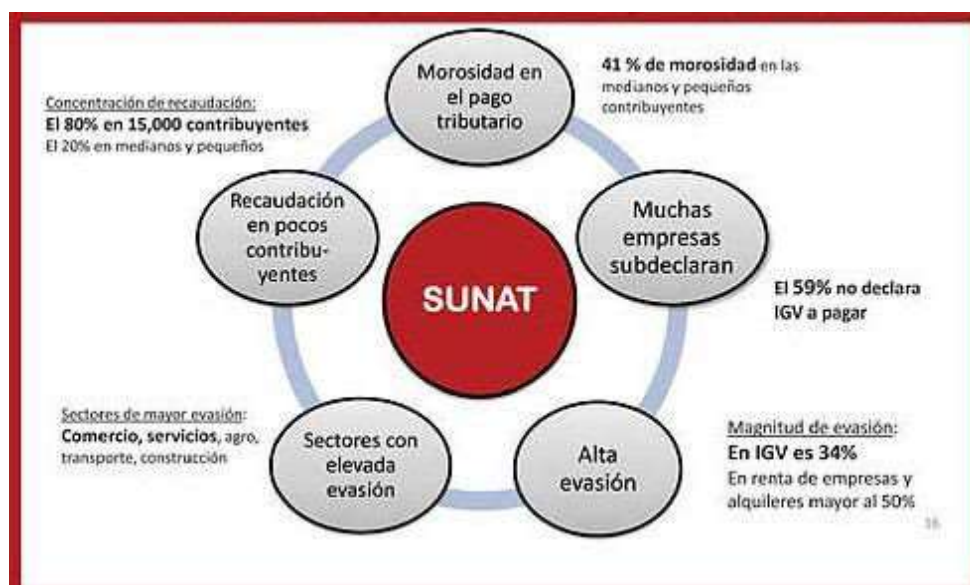 Morosidad en
el pago
tributario
41 % de morosidad en las
medianos y pequeños
contribuyentes
Concentración de recaudación:
El 80% en 15,000 contribuyentes
El 20% en medianos y pequeños
Recaudación
en pocos
contribu-
yentes
Muchas
empresas
subdeclaran
El 59% no declara
IGV a pagar
SUNAT
Sectores de mayor evasión:
Comercio, servicios, agro,
transporte, construcción
Sectores con
elevada
evasión
Alta
evasión
Magnitud de evasión:
En IGV es 34%
En renta de empresas y
alquileres mayor al 50%
16